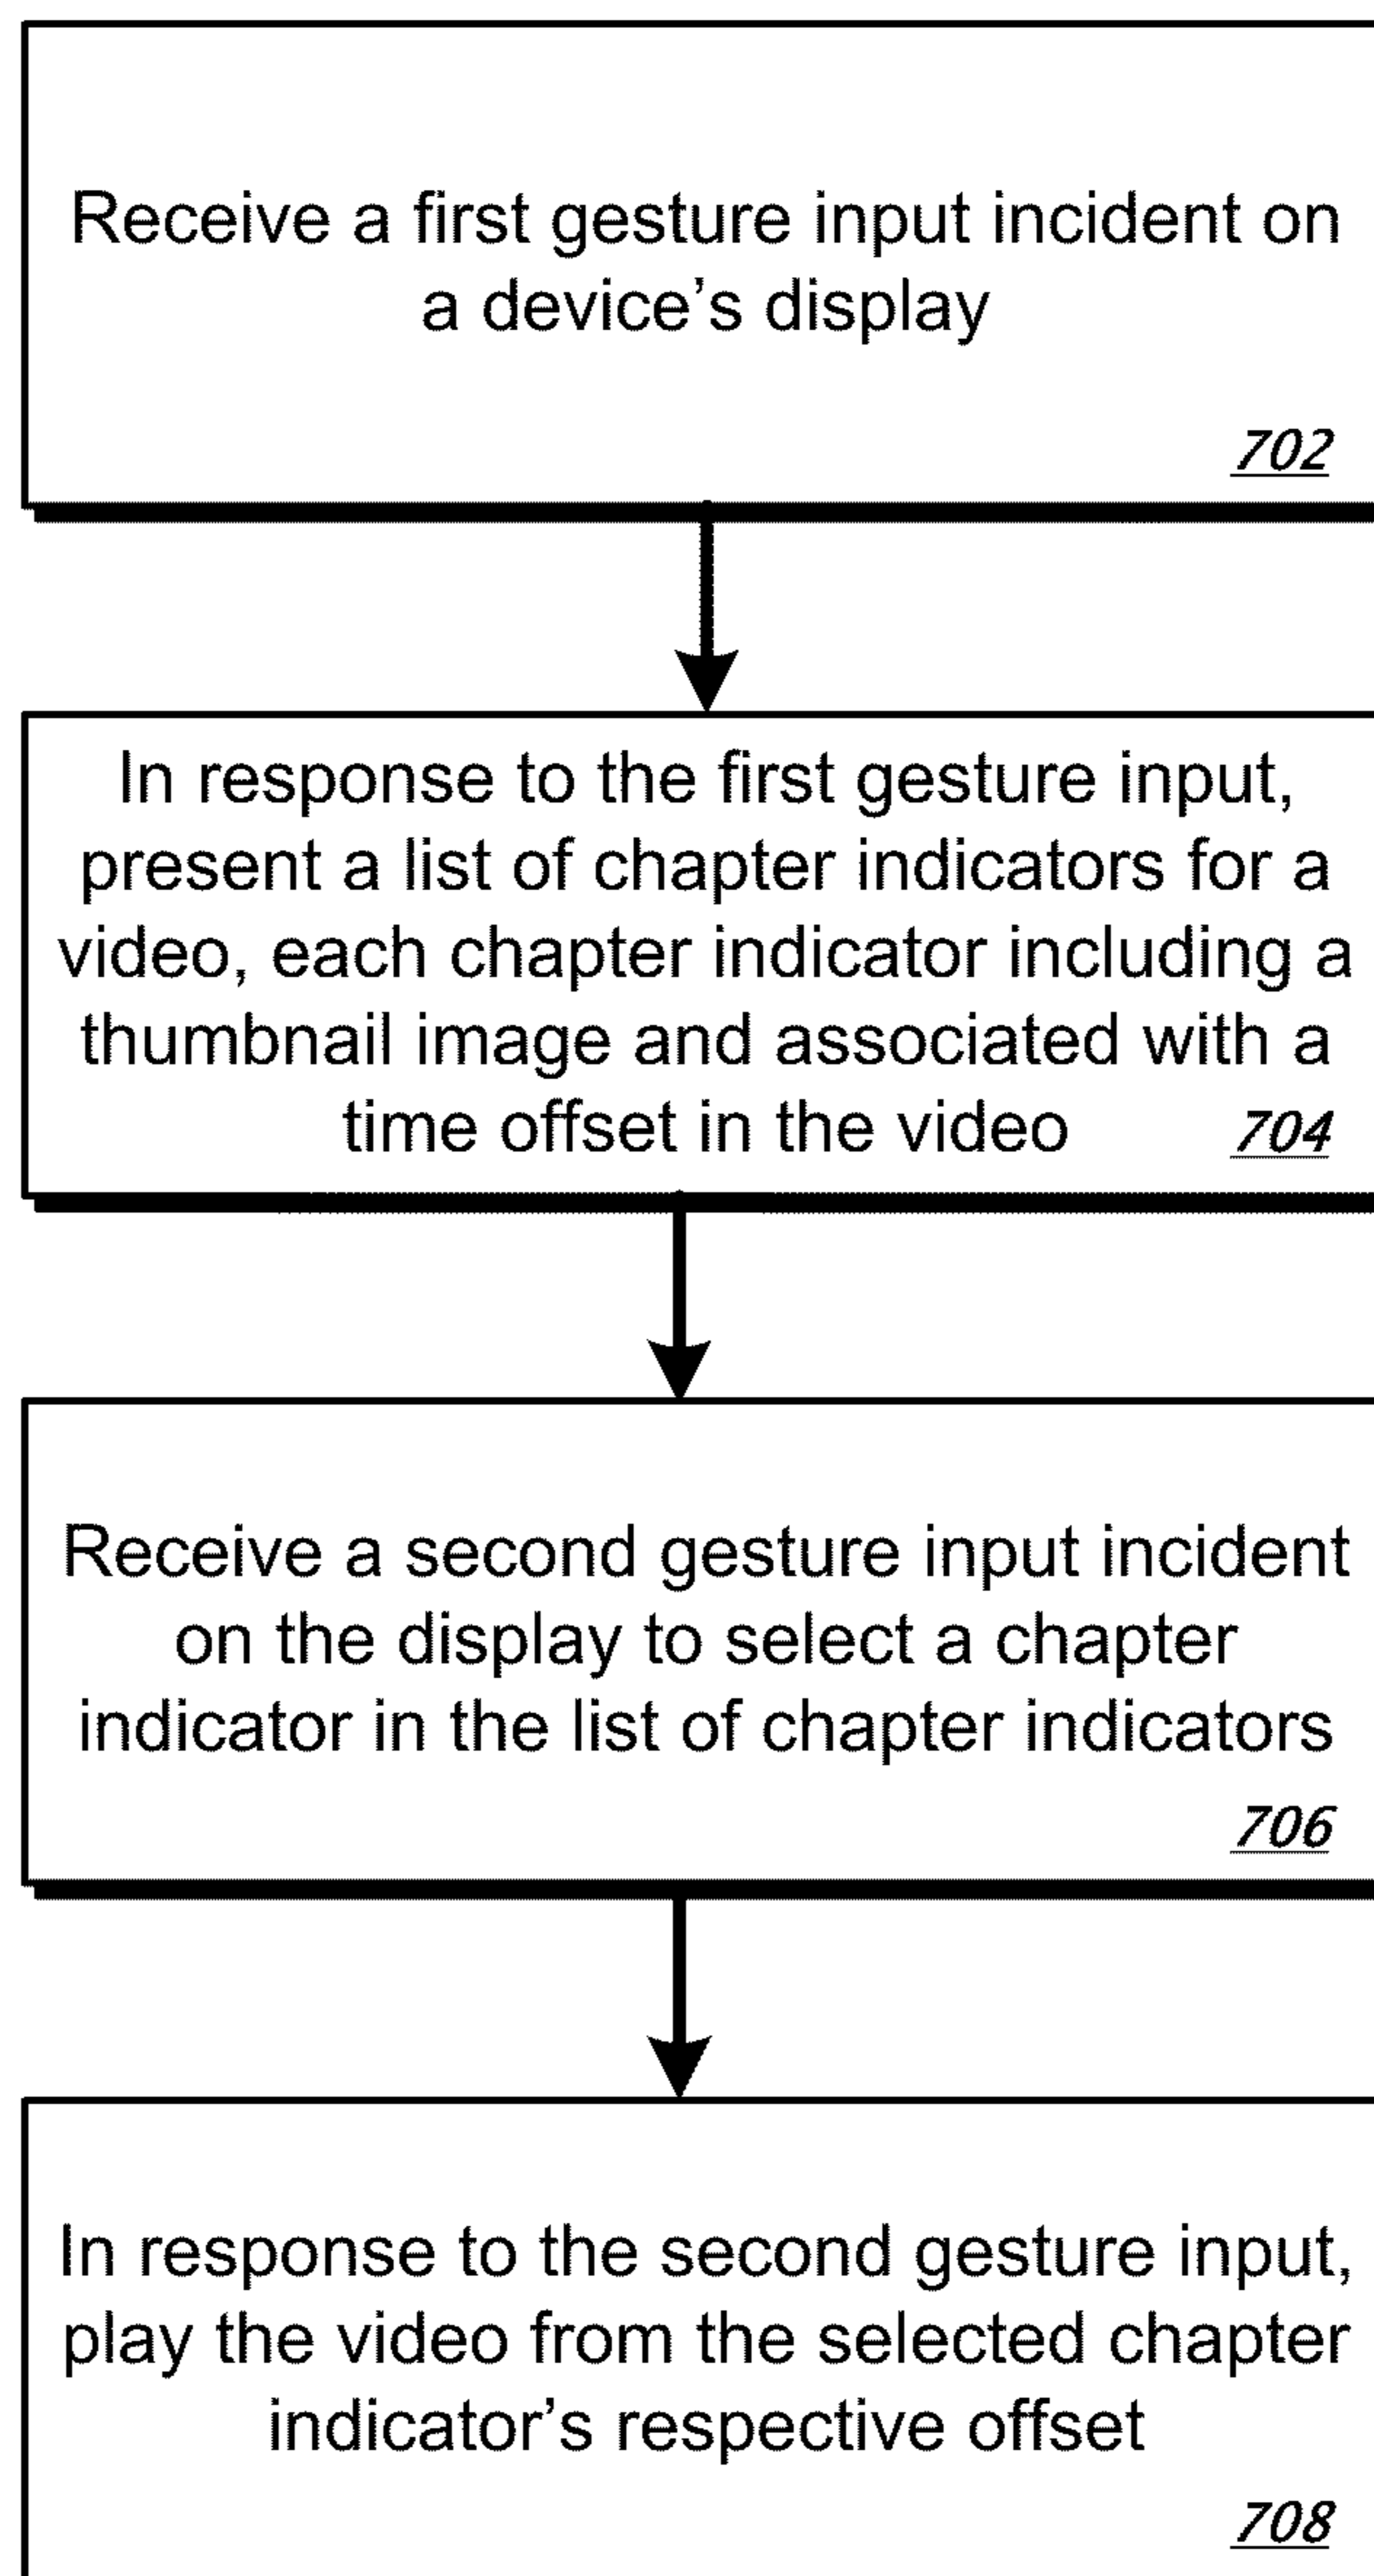 Receive a first gesture input incident on
a device’s display
702
In response to the first gesture input,
present a list of chapter indicators for a
video, each chapter indicator including a
thumbnail image and associated with a
time offset in the video 704
Receive a second gesture input incident
on the display to select a chapter
indicator in the list of chapter indicators
706
In response to the second gesture input,
play the video from the selected chapter
indicator’s respective offset
708